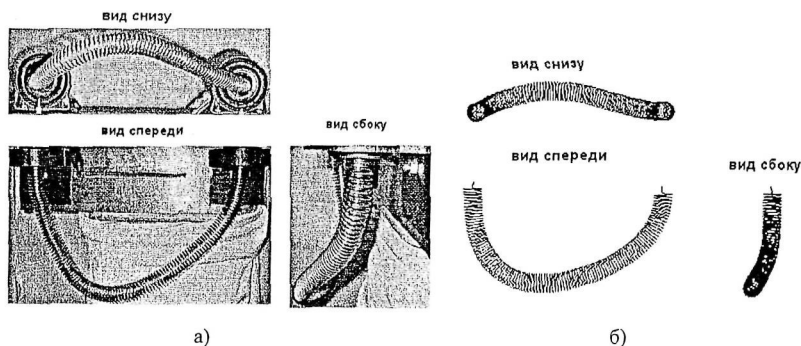 вид снизу
вид спереди
вид сбоку
а)
вид снизу
вид спереди
вид сбоку
б)